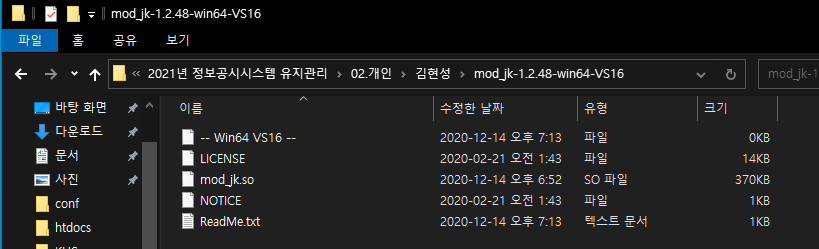 mod_jk-1.2.48-win64-VS16
파일 홈 공유 보기
« 2021년 정보공시시스템 유지관리 › 02.개인 › 김현성 › mod_jk-1.2.48-win64-VS16 mod_jk-1
바탕 화면 이름 수정한 날짜 유형 크기
다운로드 -- Win64 VS16 -- 2020-12-14 오후 7:13 파일 0KB
문서 LICENSE 2020-02-21 오전 1:43 파일 14KB
사진 mod_jk.so 2020-12-14 오후 6:52 SO 파일 370KB
conf NOTICE 2020-02-21 오전 1:43 파일 1KB
htdocs ReadMe.txt 2020-12-14 오후 7:13 텍스트 문서 1KB